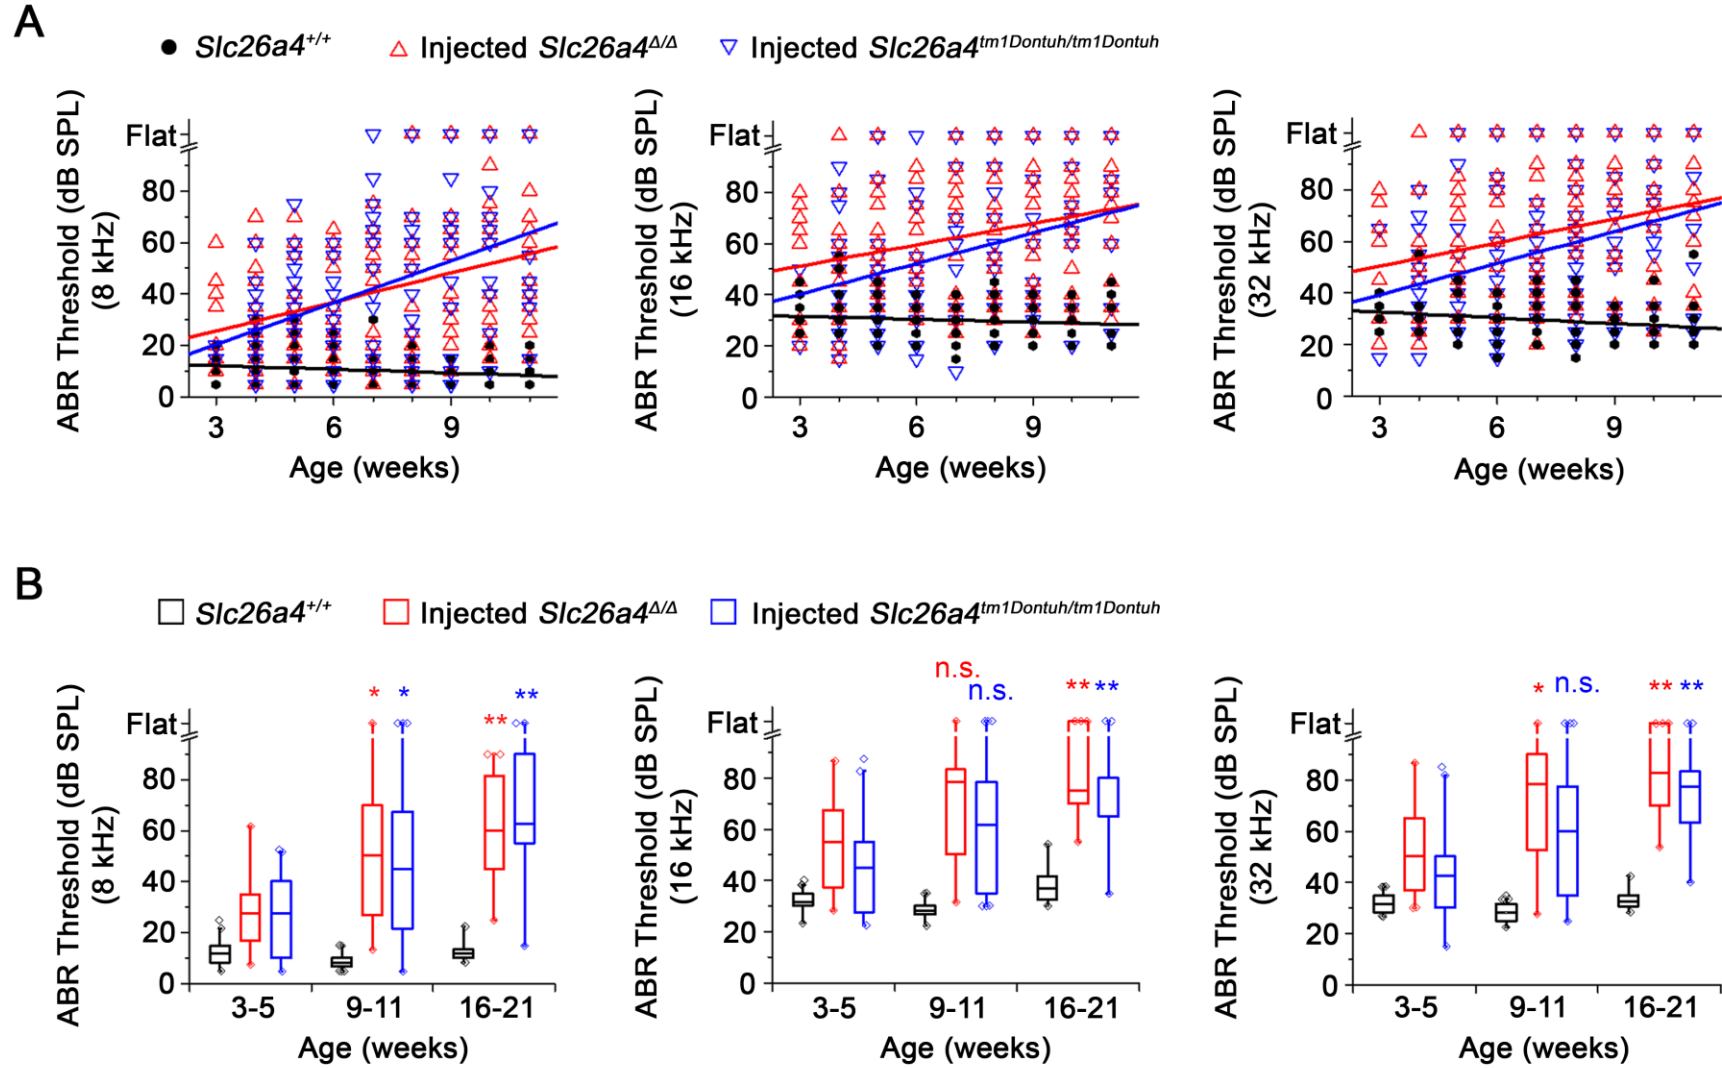 A
Slc26a4+/+ Injected Slc26a4Δ/Δ Injected Slc26a4tm1Dontuh/tm1Dontuh
ABR Threshold (dB SPL)
(8 kHz)
Flat
80
60
40
20
0
3 6 9
Age (weeks)
ABR Threshold (dB SPL)
(16 kHz)
Flat
80
60
40
20
0
3 6 9
Age (weeks)
ABR Threshold (dB SPL)
(32 kHz)
Flat
80
60
40
20
0
3 6 9
Age (weeks)
B
Slc26a4+/+ Injected Slc26a4Δ/Δ Injected Slc26a4tm1Dontuh/tm1Dontuh
ABR Threshold (dB SPL)
(8 kHz)
Flat
80
60
40
20
0
* * ** **
3-5 9-11 16-21
Age (weeks)
ABR Threshold (dB SPL)
(16 kHz)
Flat
80
60
40
20
0
n.s.
n.s. ** **
3-5 9-11 16-21
Age (weeks)
ABR Threshold (dB SPL)
(32 kHz)
Flat
80
60
40
20
0
* n.s. ** **
3-5 9-11 16-21
Age (weeks)